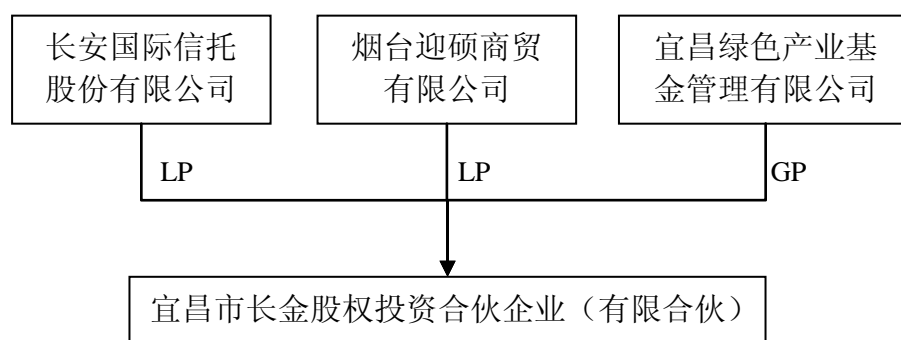 长安国际信托
股份有限公司
烟台迎硕商贸
有限公司
宜昌绿色产业基
金管理有限公司
LP
LP
GP
宜昌市长金股权投资合伙企业（有限合伙）